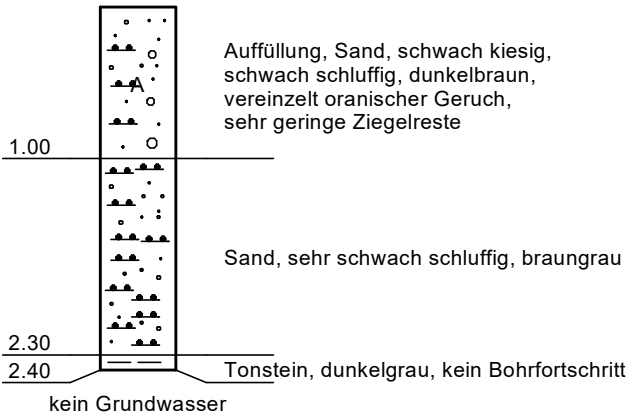 Auffüllung, Sand, schwach kiesig,
schwach schluffig, dunkelbraun,
vereinzelt oranischer Geruch,
sehr geringe Ziegelreste
A
1.00
Sand, sehr schwach schluffig, braungrau
2.30
2.40
Tonstein, dunkelgrau, kein Bohrfortschritt
kein Grundwasser